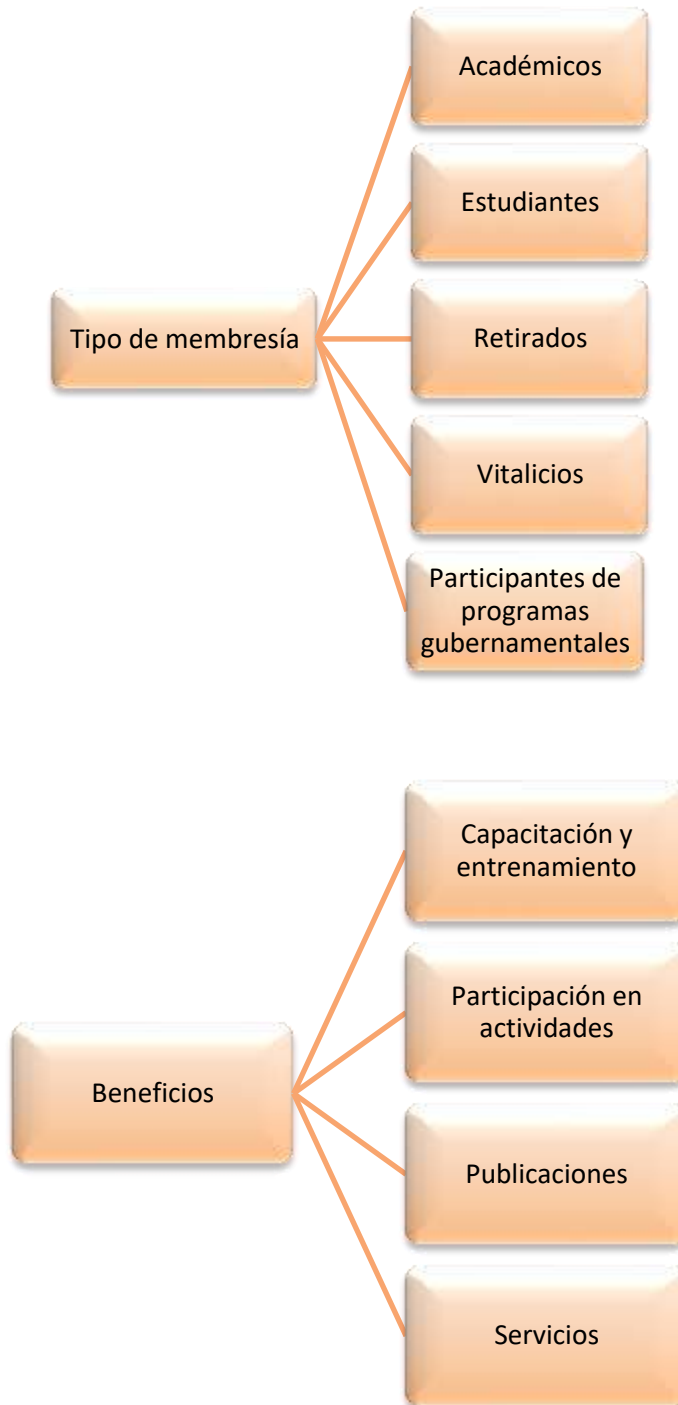 Académicos
Estudiantes
Tipo de membresía
Retirados
Vitalicios
Participantes de
programas
gubernamentales
Capacitación y
entrenamiento
Participación en
actividades
Beneficios
Publicaciones
Servicios